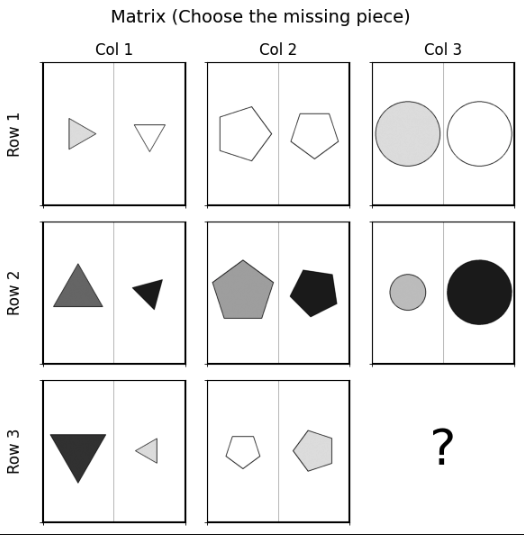 Matrix (Choose the missing piece)
Col 1 Col 2 Col 3
Row 1
Row 2
Row 3
?